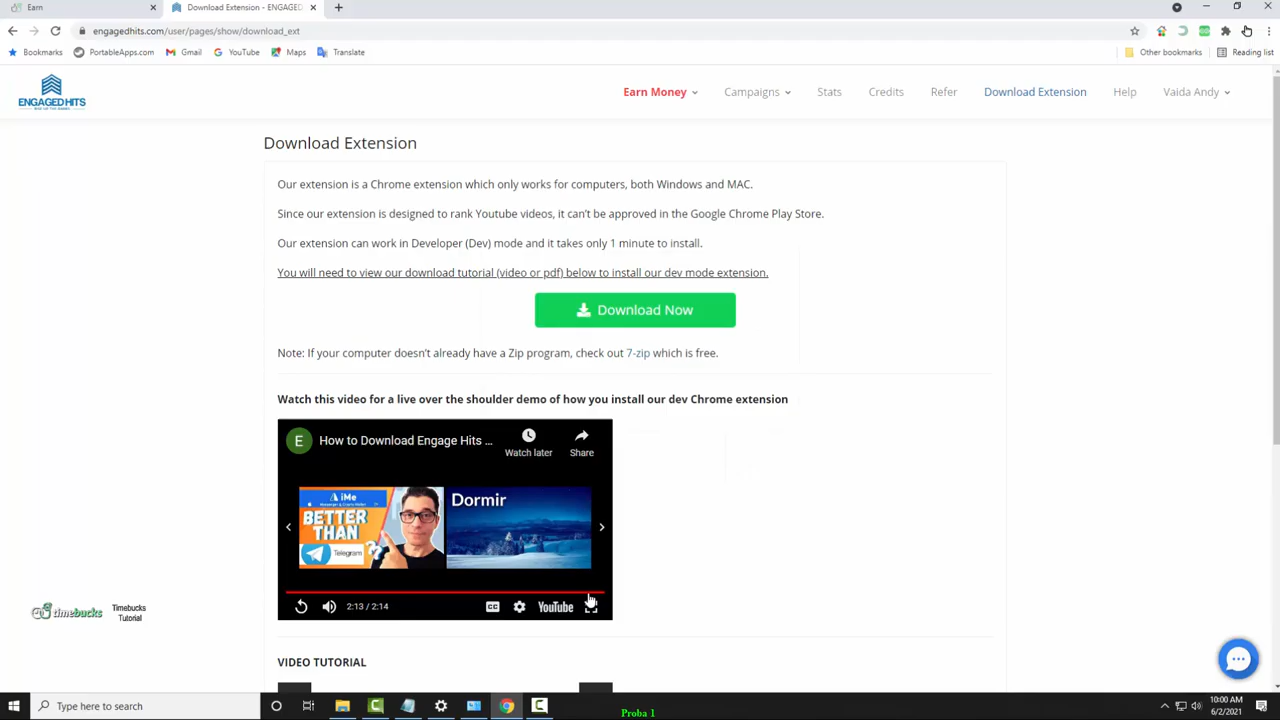 Earn
Download Extension - ENGAGED
engagedhits.com/user/pages/show/download_ext
Bookmarks
PortableApps.com
Gmail
YouTube
Maps
Translate
Other bookmarks
Reading list
ENGAGED HITS
Earn Money
Campaigns
Stats
Credits
Refer
Download Extension
Help
Vaida Andy
Download Extension
Our extension is a Chrome extension which only works for computers, both Windows and MAC.
Since our extension is designed to rank Youtube videos, it can't be approved in the Google Chrome Play Store.
Our extension can work in Developer (Dev) mode and it takes only 1 minute to install.
You will need to view our download tutorial (video or pdf) below to install our dev mode extension.
Download Now
Note: If your computer doesn't already have a Zip program, check out 7-zip which is free.
Watch this video for a live over the shoulder demo of how you install our dev Chrome extension
E
How to Download Engage Hits ...
Watch later
Share
iMe
BETTER
THAN
Telegram
?
Dormir
2:13 / 2:14
CC
YouTube
timebucks
Timebucks
Tutorial
VIDEO TUTORIAL
Type here to search
10:00 AM
6/2/2021
Proba 1